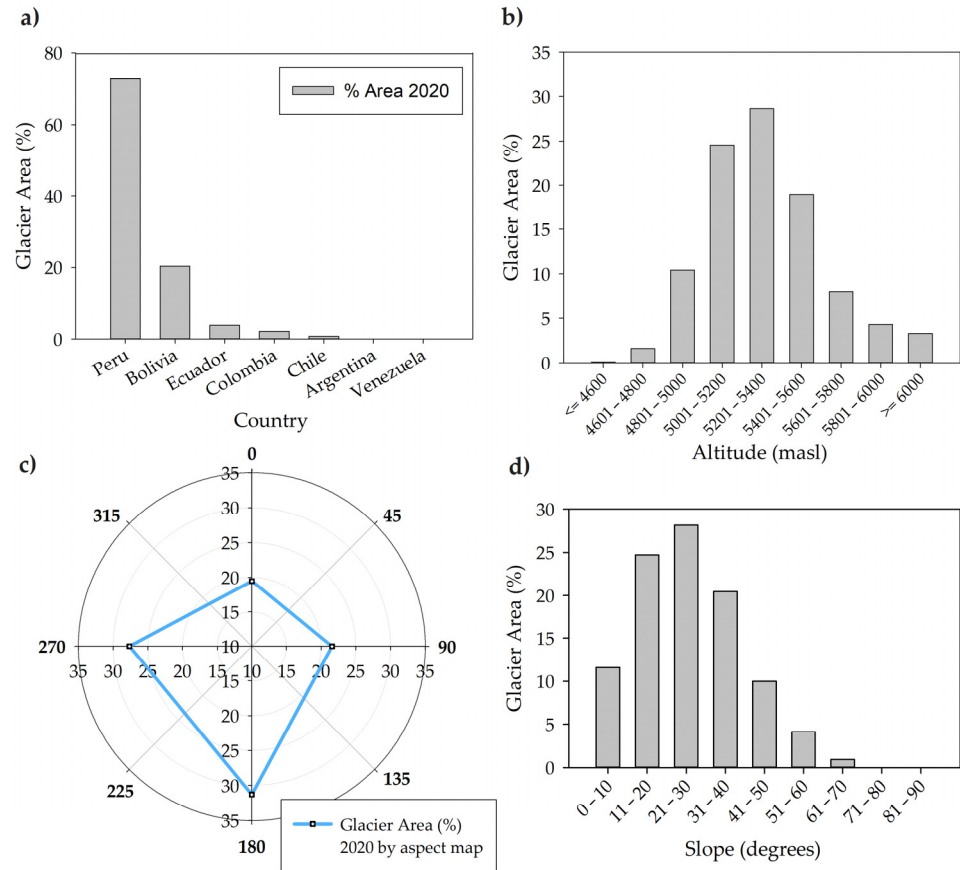 a)
80
60
40
20
0
Glacier Area (%)
% Area 2020
Peru
Bolivia
Ecuador
Colombia
Chile
Argentina
Venezuela
Country
b)
35
30
25
20
15
10
5
0
Glacier Area (%)
<= 4600
4601 – 4800
4801 – 5000
5001 – 5200
5201 – 5400
5401 – 5600
5601 – 5800
5801 – 6000
>= 6000
Altitude (masl)
c)
0
45
90
135
180
225
270
315
35
30
25
20
15
10
35 30 25 20 15 10 15 20 25 30 35
15
20
25
30
35
Glacier Area (%)
2020 by aspect map
d)
30
25
20
15
10
5
0
Glacier Area (%)
0 – 10
11 – 20
21 – 30
31 – 40
41 – 50
51 – 60
61 – 70
71 – 80
81 – 90
Slope (degrees)